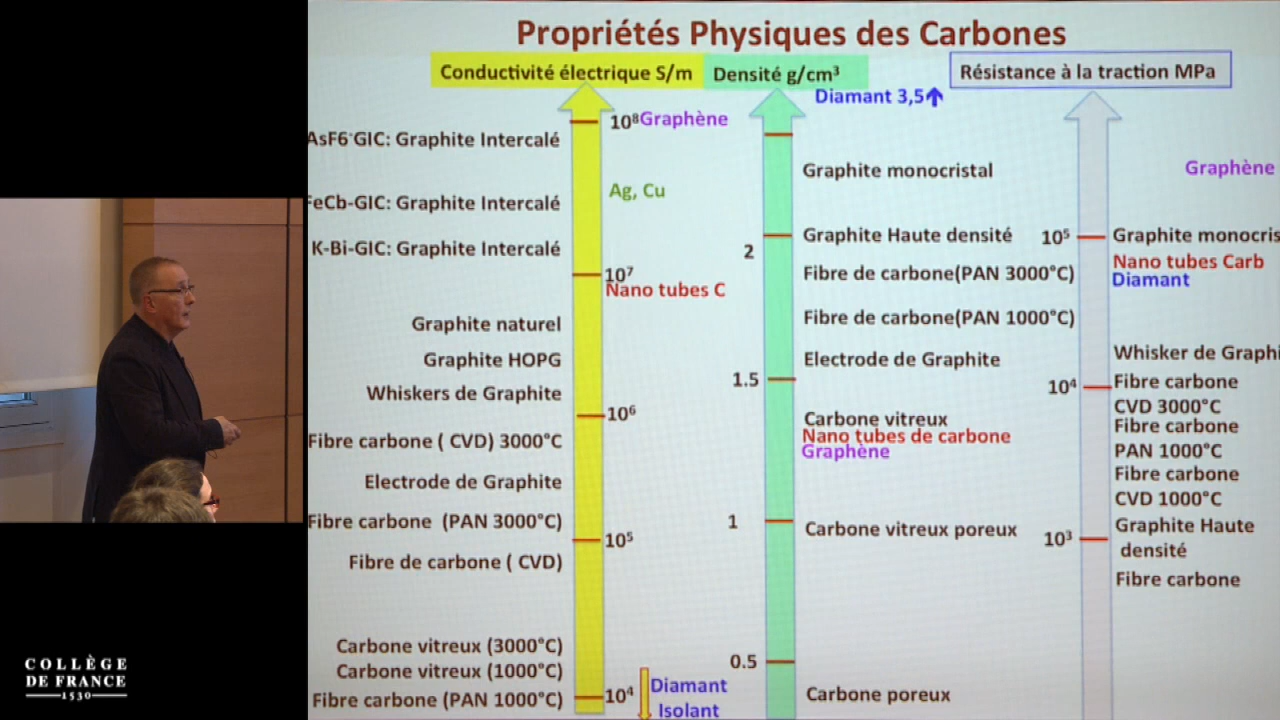 Propriétés Physiques des Carbones
Conductivité électrique S/m
Densité g/cm³
Résistance à la traction MPa
Diamant 3,5
10⁸
Graphène
AsF6-GIC: Graphite Intercalé
Ag, Cu
FeCb-GIC: Graphite Intercalé
K-Bi-GIC: Graphite Intercalé
10⁷
Nano tubes C
Graphite naturel
Graphite HOPG
Whiskers de Graphite
10⁶
Fibre carbone ( CVD) 3000°C
Electrode de Graphite
Fibre carbone (PAN 3000°C)
10⁵
Fibre de carbone ( CVD)
Carbone vitreux (3000°C)
Carbone vitreux (1000°C)
Fibre carbone (PAN 1000°C)
10⁴
Diamant
Isolant
Graphite monocristal
Graphite Haute densité
2
Fibre de carbone(PAN 3000°C)
Fibre de carbone(PAN 1000°C)
Electrode de Graphite
1.5
Carbone vitreux
Nano tubes de carbone
Graphène
1
Carbone vitreux poreux
0.5
Carbone poreux
Graphène
10⁵
Graphite monocris
Nano tubes Carb
Diamant
Whisker de Graphi
10⁴
Fibre carbone
CVD 3000°C
Fibre carbone
PAN 1000°C
Fibre carbone
CVD 1000°C
10³
Graphite Haute
densité
Fibre carbone
COLLÈGE
DE FRANCE
1530